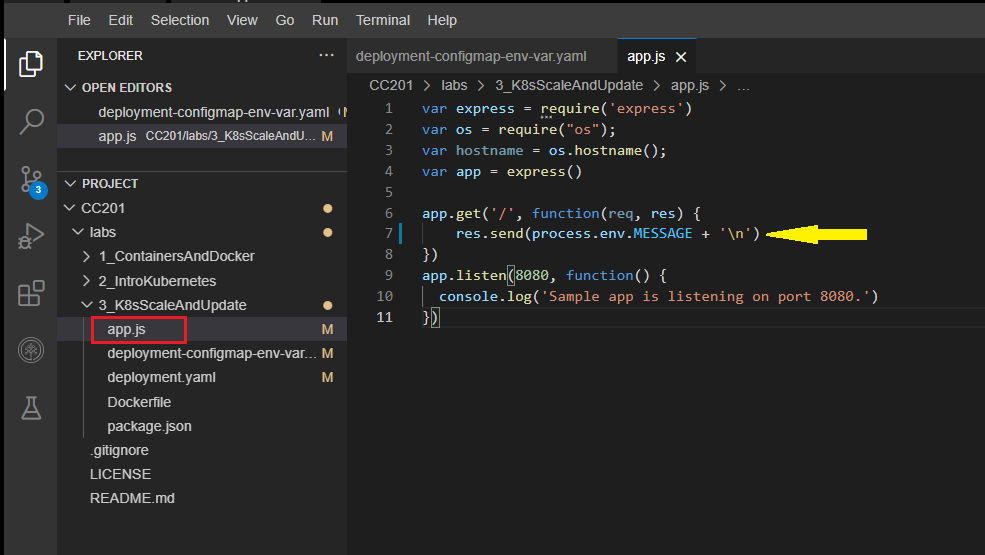 File Edit Selection View Go Run Terminal Help
EXPLORER
OPEN EDITORS
deployment-configmap-env-var.yaml
app.js CC201/labs/3_K8sScaleAndU... M
PROJECT
CC201
labs
1_ContainersAndDocker
2_IntroKubernetes
3_K8sScaleAndUpdate
app.js M
deployment-configmap-env-var... M
deployment.yaml M
Dockerfile
package.json
.gitignore
LICENSE
README.md
3
deployment-configmap-env-var.yaml app.js
CC201 > labs > 3_K8sScaleAndUpdate > app.js > ...
1 var express = require('express')
2 var os = require("os");
3 var hostname = os.hostname();
4 var app = express()
5
6 app.get('/', function(req, res) {
7 res.send(process.env.MESSAGE + '\n')
8 })
9 app.listen(8080, function() {
10 console.log('Sample app is listening on port 8080.')
11 })